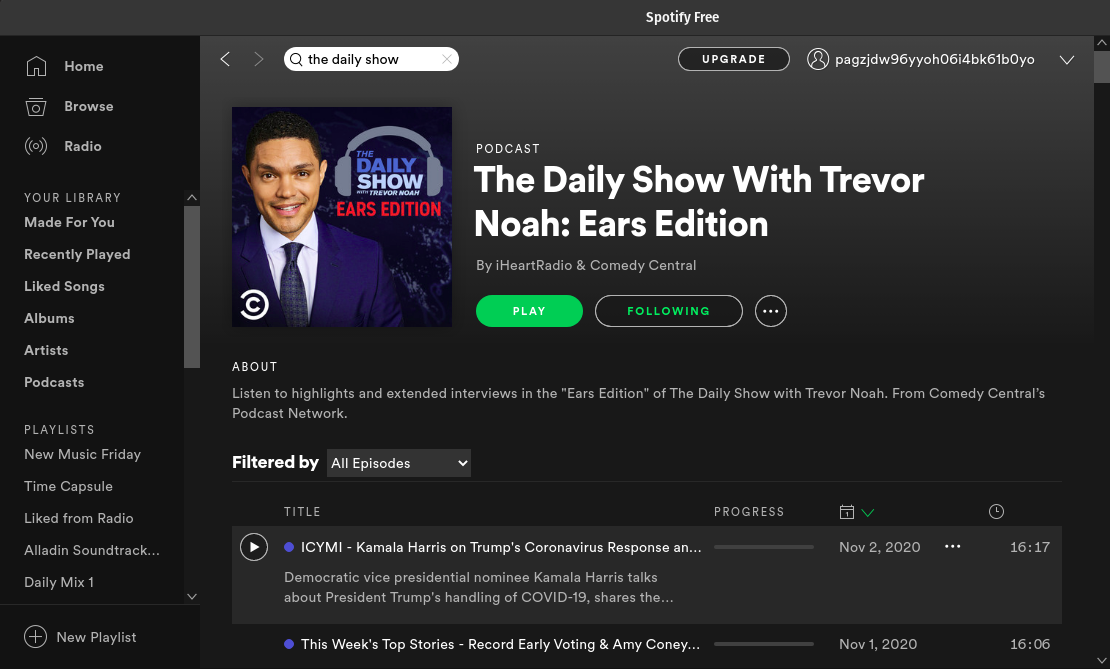 Spotify Free
Home
Browse
Radio
YOUR LIBRARY
Made For You
Recently Played
Liked Songs
Albums
Artists
Podcasts
PLAYLISTS
New Music Friday
Time Capsule
Liked from Radio
Alladin Soundtrack...
Daily Mix 1
New Playlist
the daily show
UPGRADE
pagzjdw96yyoh06i4bk61b0yo
THE
DAILY
SHOW
WITH TREVOR NOAH
EARS EDITION
PODCAST
The Daily Show With Trevor
Noah: Ears Edition
By iHeartRadio & Comedy Central
PLAY
FOLLOWING
ABOUT
Listen to highlights and extended interviews in the "Ears Edition" of The Daily Show with Trevor Noah. From Comedy Central's
Podcast Network.
Filtered by All Episodes
TITLE PROGRESS
ICYMI - Kamala Harris on Trump's Coronavirus Response an... Nov 2, 2020 16:17
Democratic vice presidential nominee Kamala Harris talks
about President Trump's handling of COVID-19, shares the...
This Week's Top Stories - Record Early Voting & Amy Coney... Nov 1, 2020 16:06